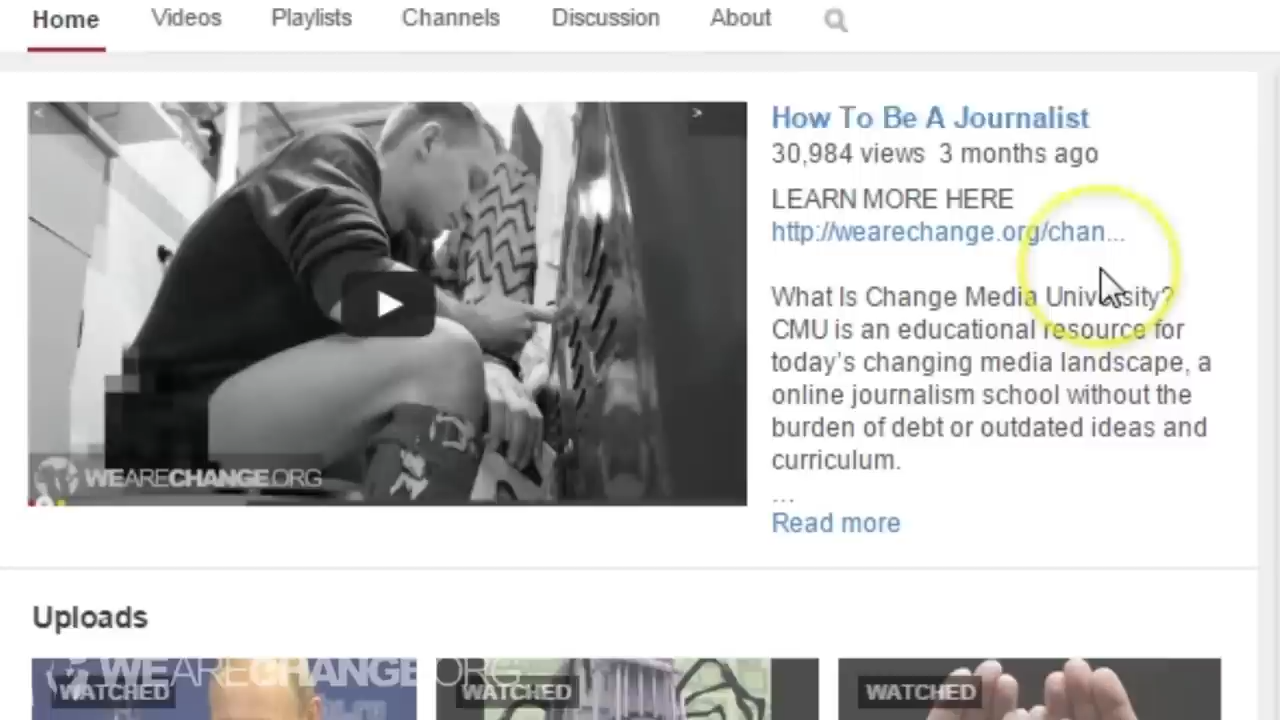 Home Videos Playlists Channels Discussion About
How To Be A Journalist
30,984 views 3 months ago
LEARN MORE HERE
http://wearechange.org/chan...
What Is Change Media University?
CMU is an educational resource for
today's changing media landscape, a
online journalism school without the
burden of debt or outdated ideas and
curriculum.
...
Read more
WEARECHANGE.ORG
Uploads
WEARECHANGE.ORG
WATCHED WATCHED WATCHED